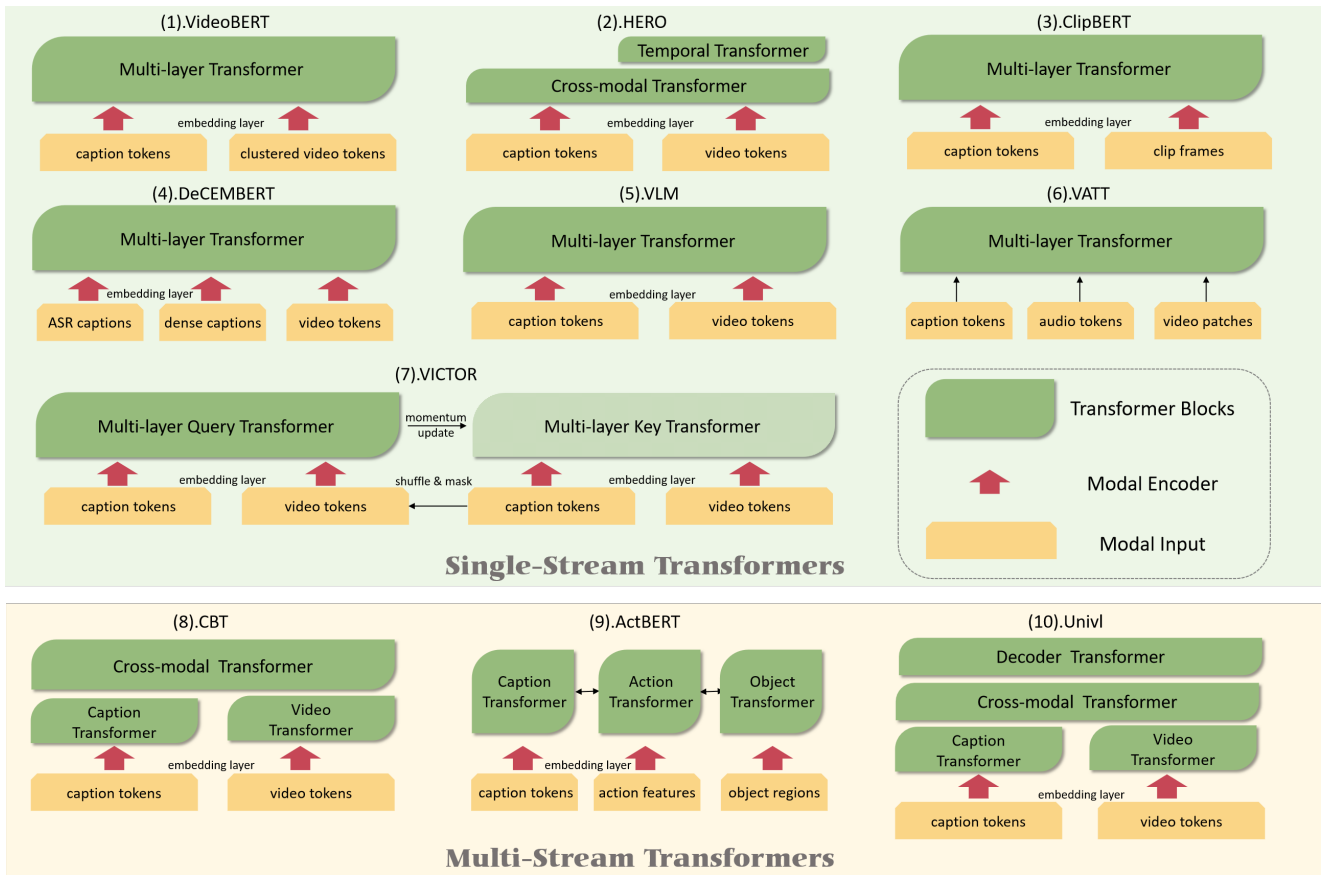 (1).VideoBERT
Multi-layer Transformer
embedding layer
caption tokens
clustered video tokens
(2).HERO
Temporal Transformer
Cross-modal Transformer
embedding layer
caption tokens
video tokens
(3).ClipBERT
Multi-layer Transformer
embedding layer
caption tokens
clip frames
(4).DeCEMBERT
Multi-layer Transformer
embedding layer
ASR captions
dense captions
video tokens
(5).VLM
Multi-layer Transformer
embedding layer
caption tokens
video tokens
(6).VATT
Multi-layer Transformer
caption tokens
audio tokens
video patches
(7).VICTOR
Multi-layer Query Transformer
momentum
update
Multi-layer Key Transformer
embedding layer
shuffle & mask
embedding layer
caption tokens
video tokens
caption tokens
video tokens
Transformer Blocks
Modal Encoder
Modal Input
Single-Stream Transformers
(8).CBT
Cross-modal Transformer
Caption
Transformer
Video
Transformer
embedding layer
caption tokens
video tokens
(9).ActBERT
Caption
Transformer
Action
Transformer
Object
Transformer
embedding layer
caption tokens
action features
object regions
(10).Univl
Decoder Transformer
Cross-modal Transformer
Caption
Transformer
Video
Transformer
embedding layer
caption tokens
video tokens
Multi-Stream Transformers